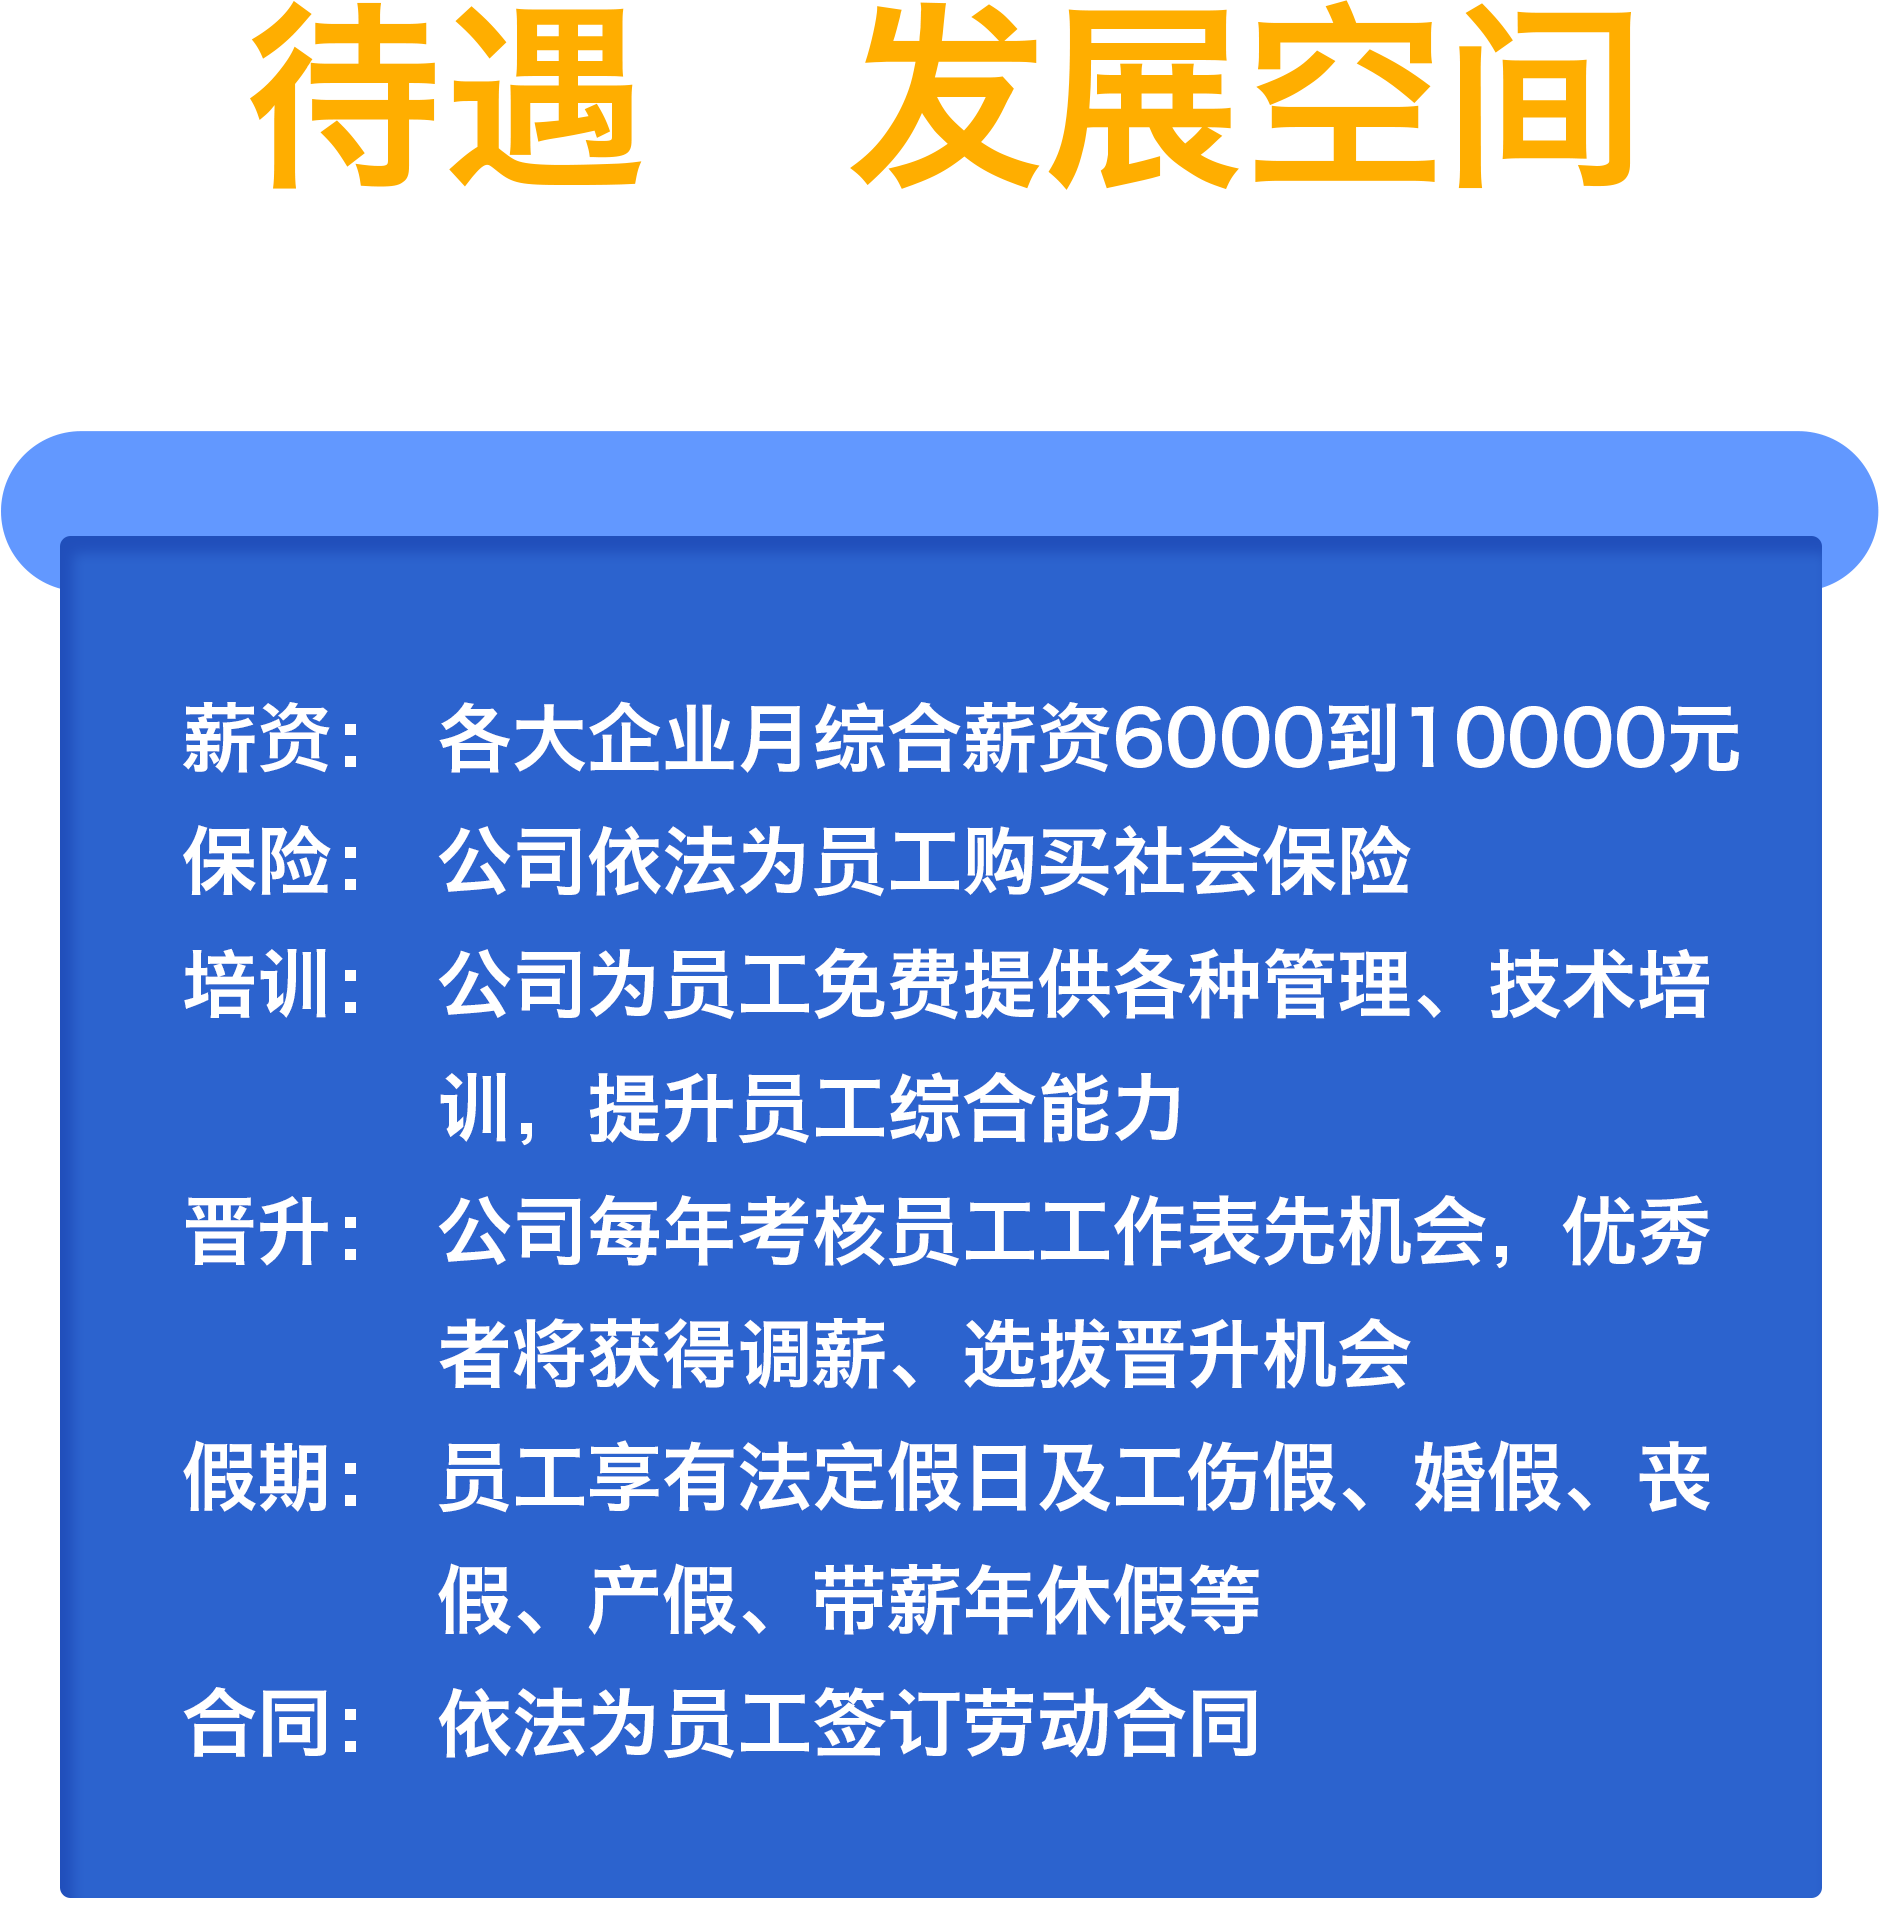 待遇 发展空间
薪资： 各大企业月综合薪资6000到10000元
保险： 公司依法为员工购买社会保险
培训： 公司为员工免费提供各种管理、技术培
训，提升员工综合能力
晋升： 公司每年考核员工工作表先机会，优秀
者将获得调薪、选拔晋升机会
假期： 员工享有法定假日及工伤假、婚假、丧
假、产假、带薪年休假等
合同： 依法为员工签订劳动合同